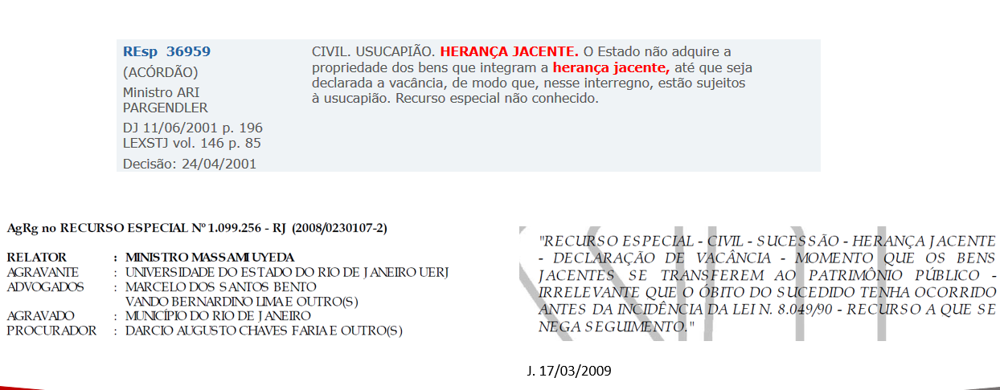 REsp 36959
(ACÓRDÃO)
Ministro ARI
PARGENDLER
DJ 11/06/2001 p. 196
LEXSTJ vol. 146 p. 85
Decisão: 24/04/2001
CIVIL. USUCAPIÃO. HERANÇA JACENTE. O Estado não adquire a
propriedade dos bens que integram a herança jacente, até que seja
declarada a vacância, de modo que, nesse interregno, estão sujeitos
à usucapião. Recurso especial não conhecido.
AgRg no RECURSO ESPECIAL Nº 1.099.256 - RJ (2008/0230107-2)
RELATOR : MINISTRO MASSAMI UYEDA
AGRAVANTE : UNIVERSIDADE DO ESTADO DO RIO DE JANEIRO UERJ
ADVOGADOS : MARCELO DOS SANTOS BENTO
VANDO BERNARDINO LIMA E OUTRO(S)
AGRAVADO : MUNICÍPIO DO RIO DE JANEIRO
PROCURADOR : DARCIO AUGUSTO CHAVES FARIA E OUTRO(S)
"RECURSO ESPECIAL - CIVIL - SUCESSÃO - HERANÇA JACENTE
- DECLARAÇÃO DE VACÂNCIA - MOMENTO QUE OS BENS
JACENTES SE TRANSFEREM AO PATRIMÔNIO PÚBLICO -
IRRELEVANTE QUE O ÓBITO DO SUCEDIDO TENHA OCORRIDO
ANTES DA INCIDÊNCIA DA LEI N. 8.049/90 - RECURSO A QUE SE
NEGA SEGUIMENTO."
J. 17/03/2009